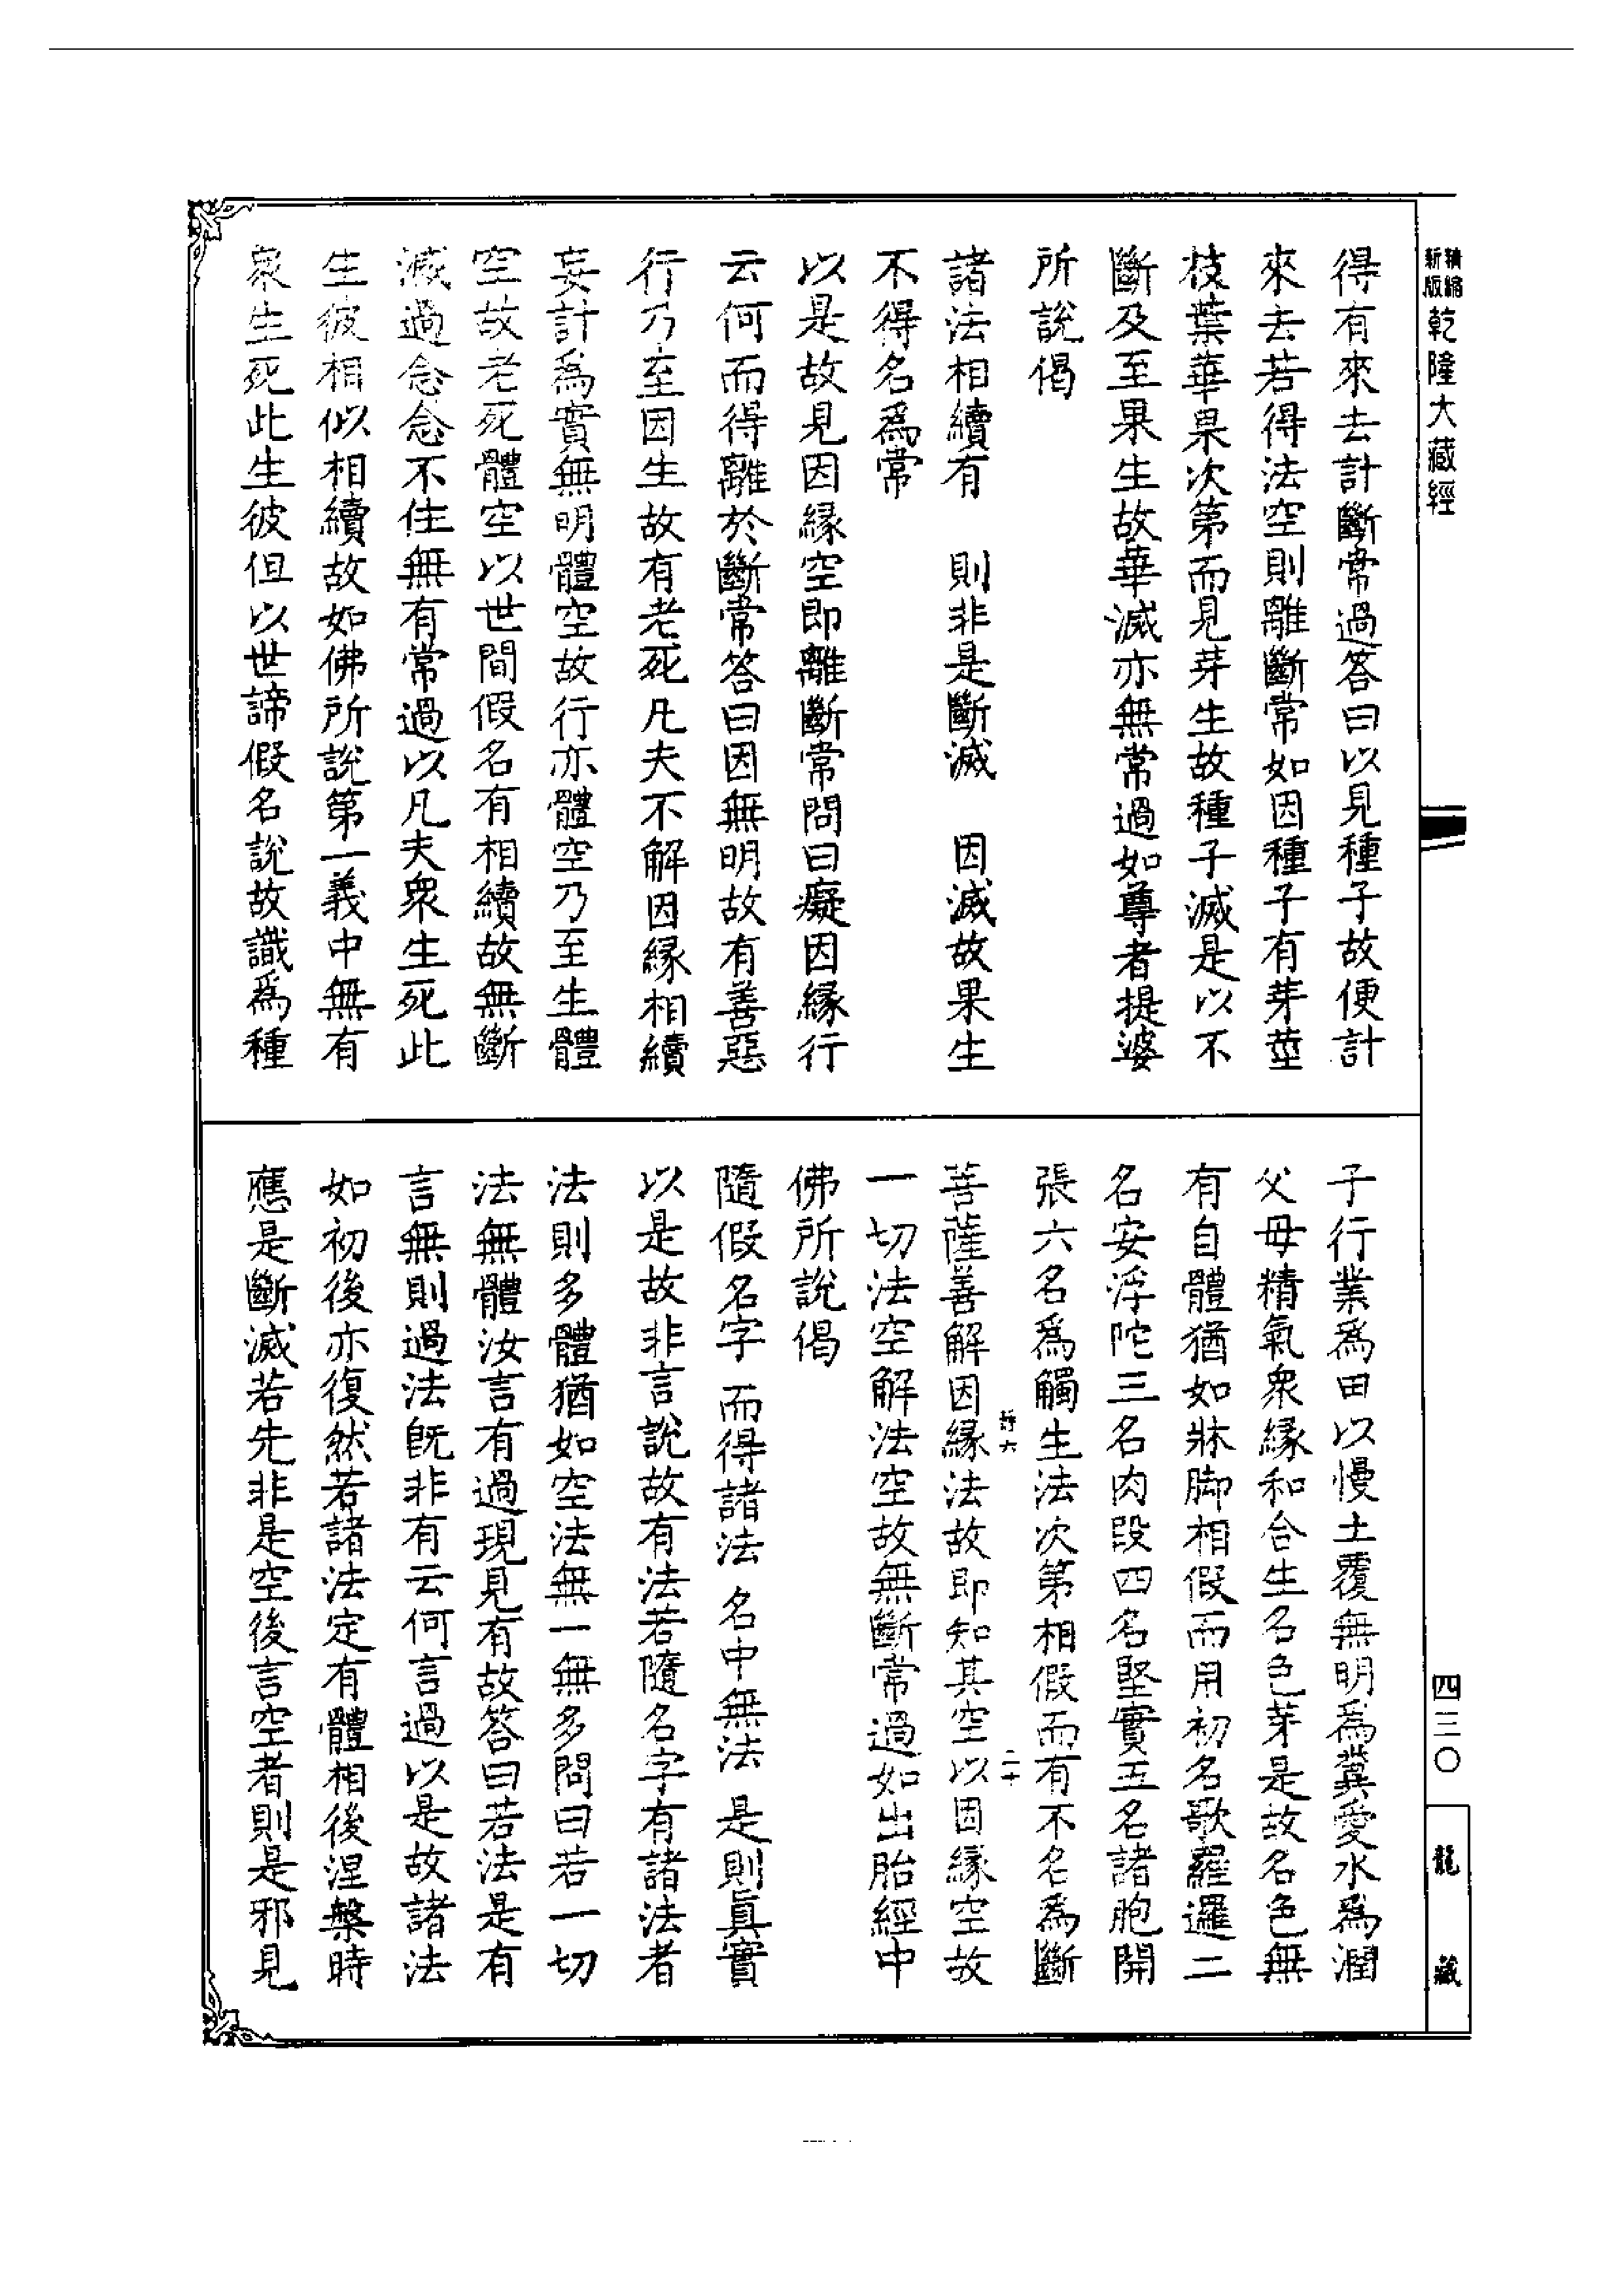 精縮
新版
乾隆大藏經
得有來去計斷常過答曰以見種子故便計
來去若得法空則離斷常如因種子有芽莖
枝葉華果次第而見芽生故種子滅是以不
斷及至果生故華滅亦無常過如尊者提婆
所說偈
諸法相續有　則非是斷滅　因滅故果生
不得名爲常
以是故見因緣空即離斷常問曰癡因緣行
云何而得離於斷常答曰因無明故有善惡
行乃至因生故有老死凡夫不解因緣相續
妄計爲實無明體空故行亦體空乃至生體
空故老死體空以世間假名有相續故無斷
滅過念念不住無有常過以凡夫衆生死此
生彼相似相續故如佛所說第一義中無有
衆生死此生彼但以世諦假名說故識爲種
子行業爲田以慢土覆無明爲糞愛水爲潤
父母精氣衆緣和合生名色芽是故名色無
有自體猶如牀脚相假而用初名歌羅邏二
名安浮陀三名肉段四名堅實五名諸胞開
張六名爲觸生法次第相假而有不名爲斷
菩薩善解因緣法故即知其空以因緣空故
一切法空解法空故無斷常過如出胎經中
佛所說偈
隨假名字　而得諸法　名中無法　是則眞實
以是故非言說故有法若隨名字有諸法者
法則多體猶如空法無一無多問曰若一切
法無體汝言有過現見有故答曰若法是有
言無則過法旣非有云何言過以是故諸法
如初後亦復然若諸法定有體相後涅槃時
應是斷滅若先非是空後言空者則是邪見
二十
四三〇
龍藏